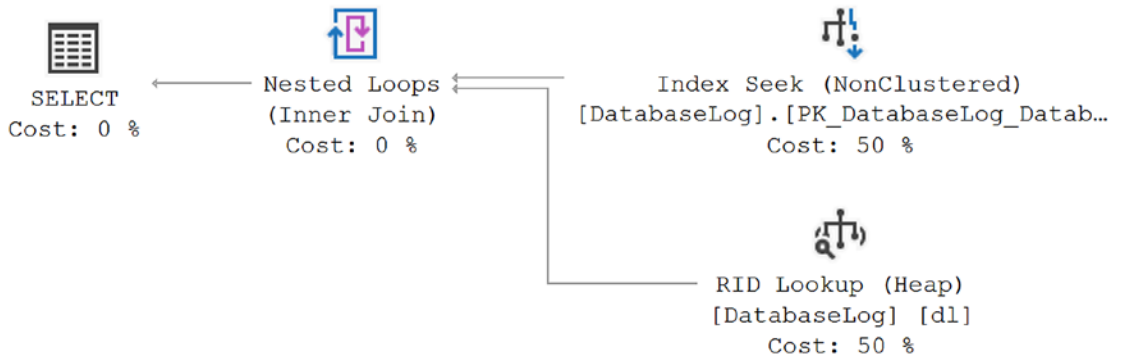 SELECT
Cost: 0 %
Nested Loops
(Inner Join)
Cost: 0 %
Index Seek (NonClustered)
[DatabaseLog].[PK_DatabaseLog_Datab…
Cost: 50 %
RID Lookup (Heap)
[DatabaseLog] [dl]
Cost: 50 %